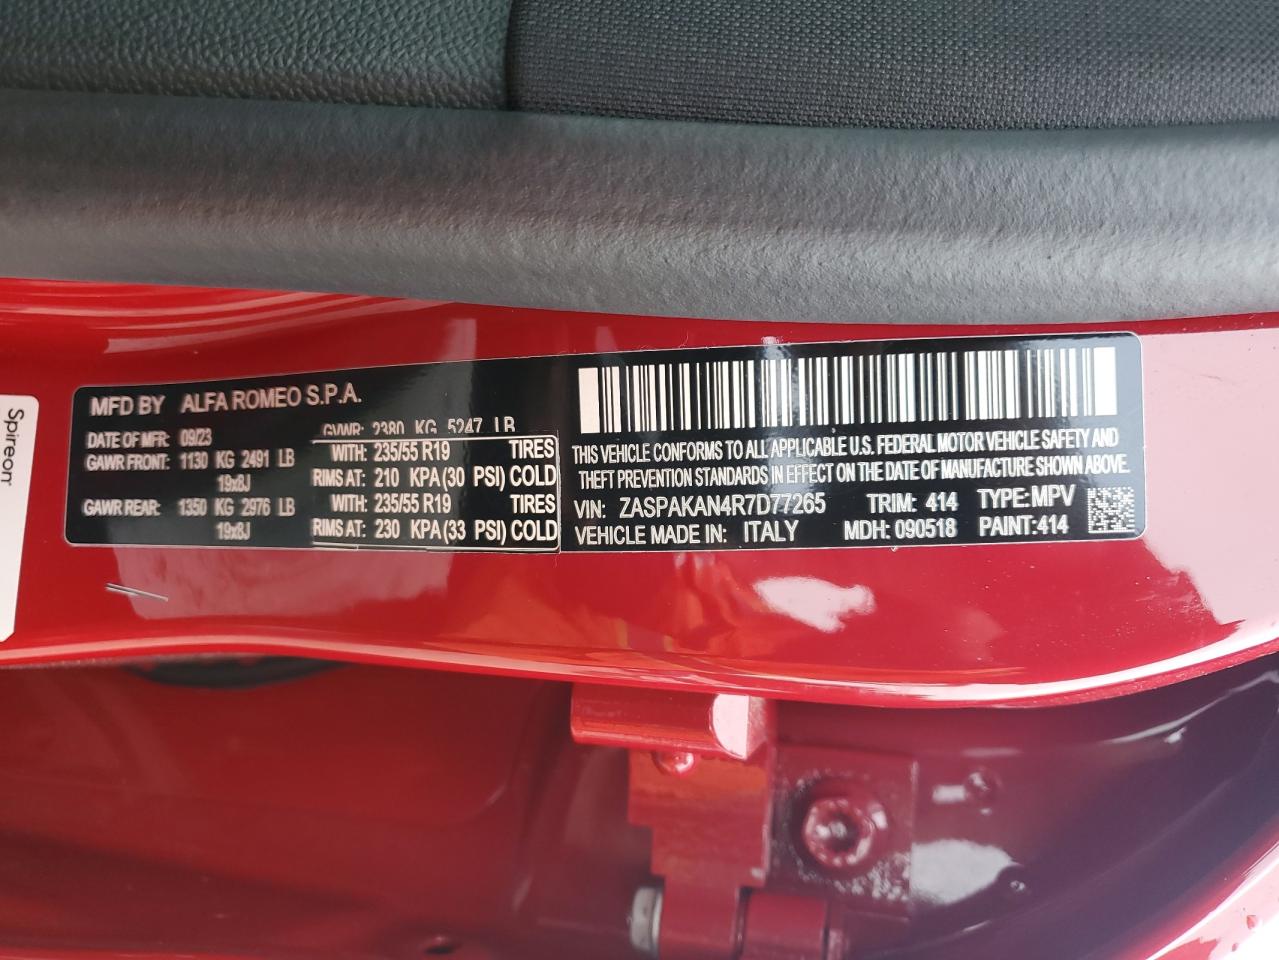 MFD BY ALFA ROMEO S.P.A.
DATE OF MFR: 09/23 GVWR: 2380 KG 5247 LB
GAWR FRONT: 1130 KG 2491 LB WITH: 235/55 R19 TIRES
19x8J RIMS AT: 210 KPA (30 PSI) COLD
GAWR REAR: 1350 KG 2976 LB WITH: 235/55 R19 TIRES
19x8J RIMS AT: 230 KPA (33 PSI) COLD
THIS VEHICLE CONFORMS TO ALL APPLICABLE U.S. FEDERAL MOTOR VEHICLE SAFETY AND
THEFT PREVENTION STANDARDS IN EFFECT ON THE DATE OF MANUFACTURE SHOWN ABOVE.
VIN: ZASPAKAN4R7D77265 TRIM: 414 TYPE: MPV
VEHICLE MADE IN: ITALY MDH: 090518 PAINT:414